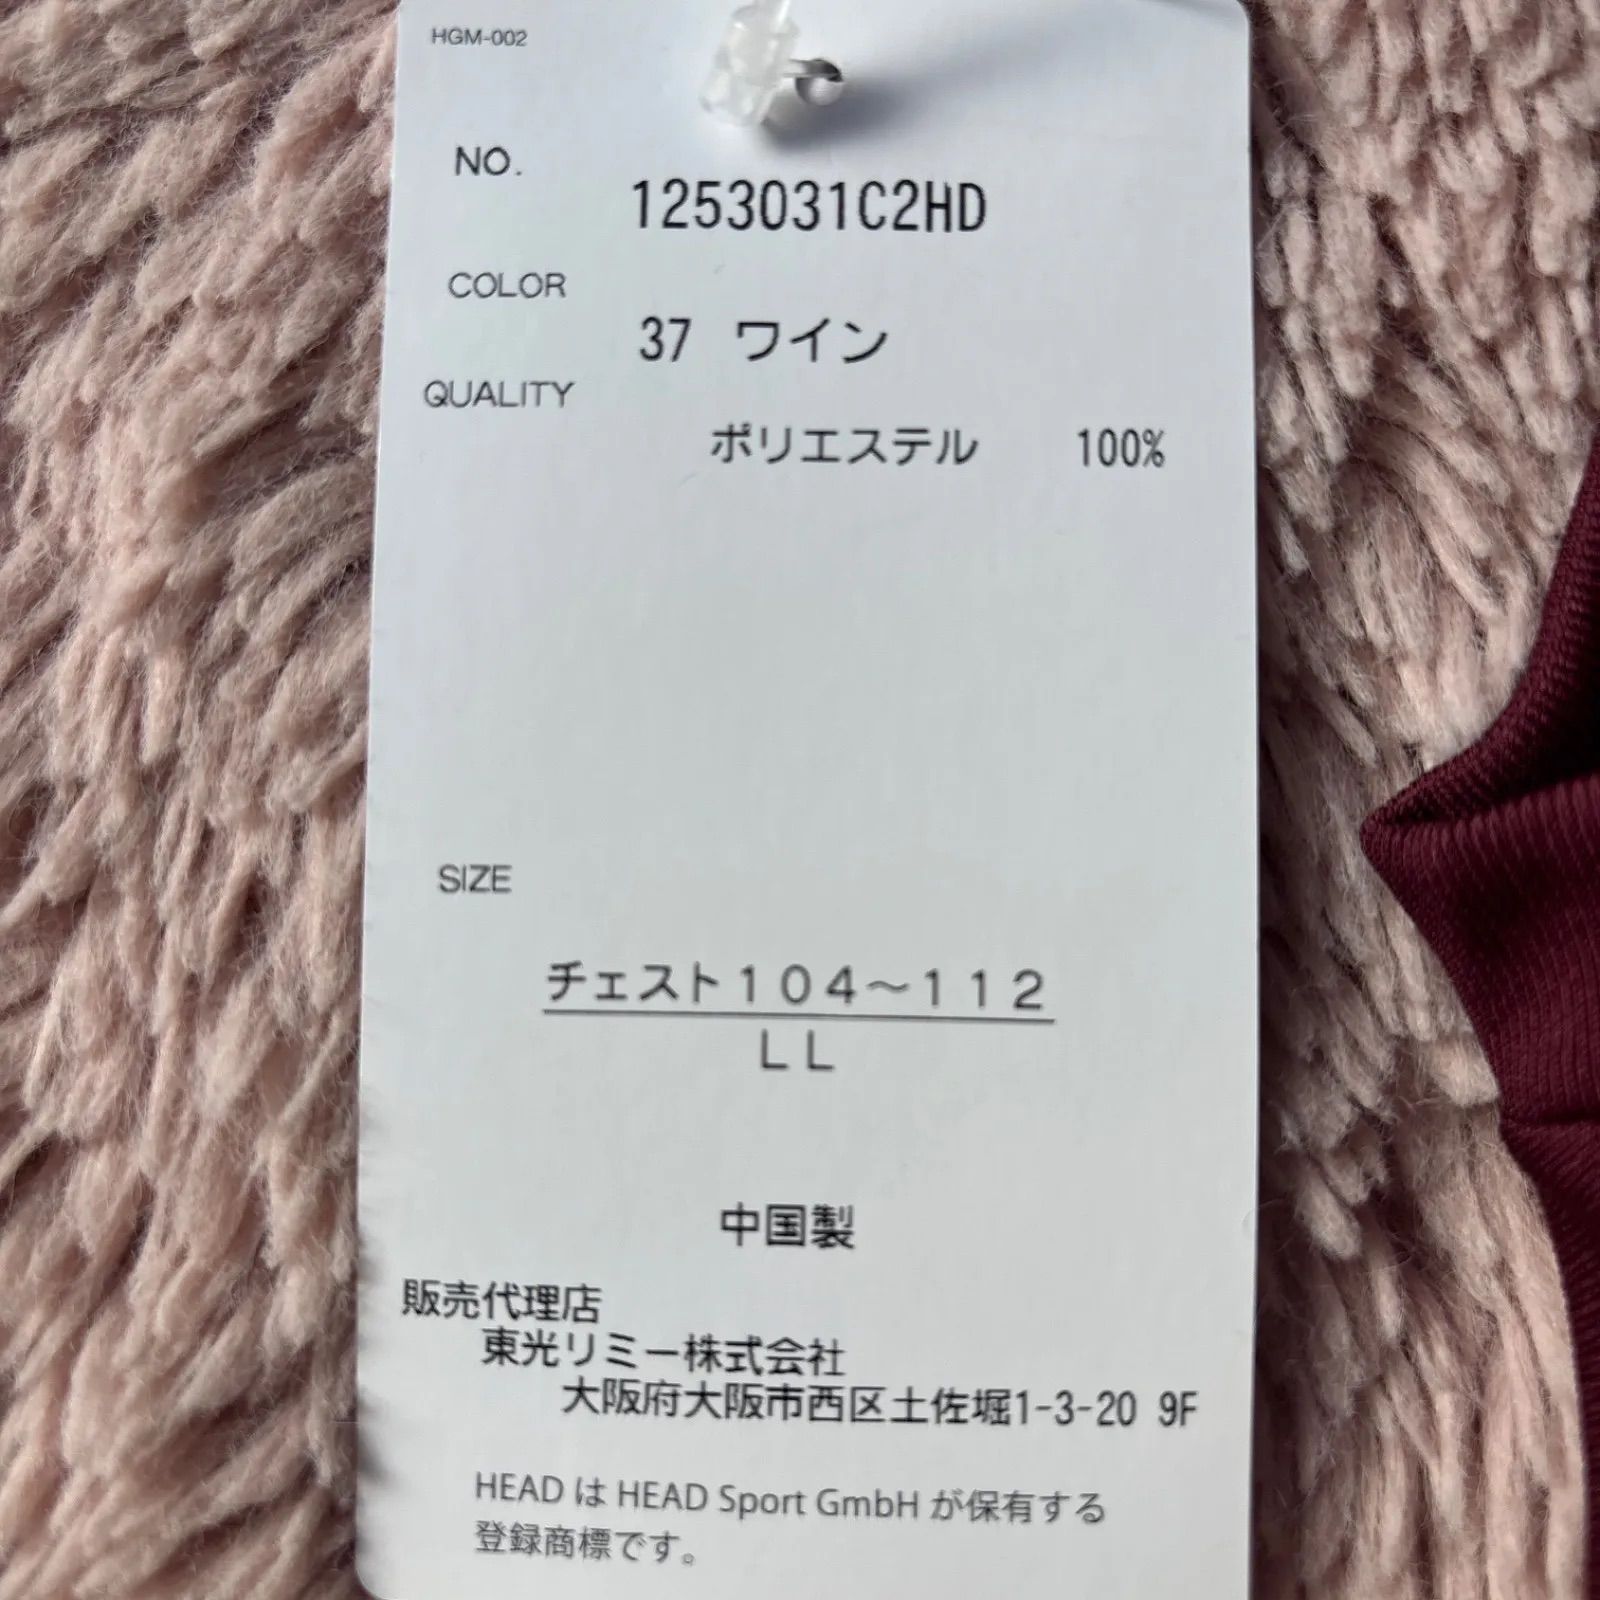 HGM-002
NO.
1253031C2HD
COLOR
37 ワイン
QUALITY
ポリエステル 100%
SIZE
チェスト１０４～１１２
ＬＬ
中国製
販売代理店
東光リミー株式会社
大阪府大阪市西区土佐堀1-3-20 9F
HEAD は HEAD Sport GmbH が保有する
登録商標です。